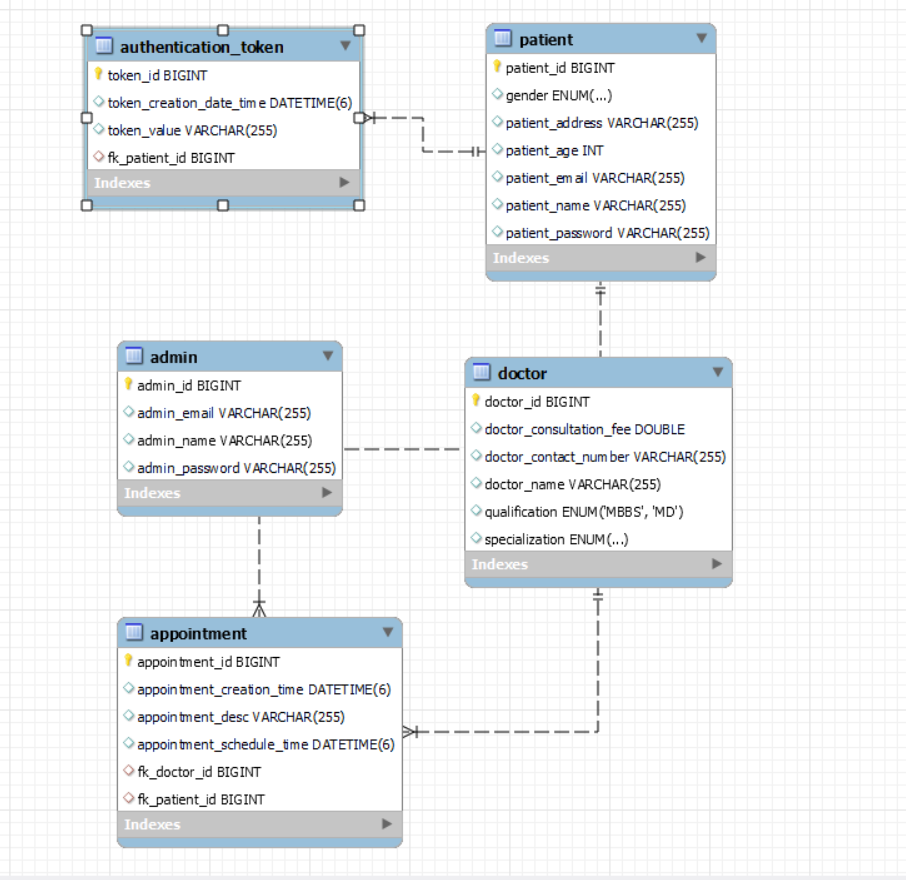 authentication_token
token_id BIGINT
token_creation_date_time DATETIME(6)
token_value VARCHAR(255)
fk_patient_id BIGINT
Indexes
patient
patient_id BIGINT
gender ENUM(...)
patient_address VARCHAR(255)
patient_age INT
patient_email VARCHAR(255)
patient_name VARCHAR(255)
patient_password VARCHAR(255)
Indexes
admin
admin_id BIGINT
admin_email VARCHAR(255)
admin_name VARCHAR(255)
admin_password VARCHAR(255)
Indexes
doctor
doctor_id BIGINT
doctor_consultation_fee DOUBLE
doctor_contact_number VARCHAR(255)
doctor_name VARCHAR(255)
qualification ENUM('MBBS', 'MD')
specialization ENUM(...)
Indexes
appointment
appointment_id BIGINT
appointment_creation_time DATETIME(6)
appointment_desc VARCHAR(255)
appointment_schedule_time DATETIME(6)
fk_doctor_id BIGINT
fk_patient_id BIGINT
Indexes